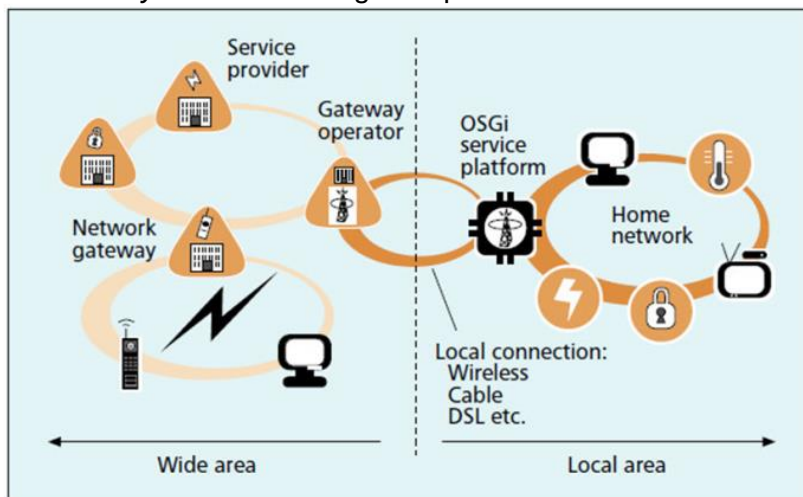 Service
provider
Gateway
operator
OSGi
service
platform
Network
gateway
Home
network
Local connection:
Wireless
Cable
DSL etc.
Wide area
Local area